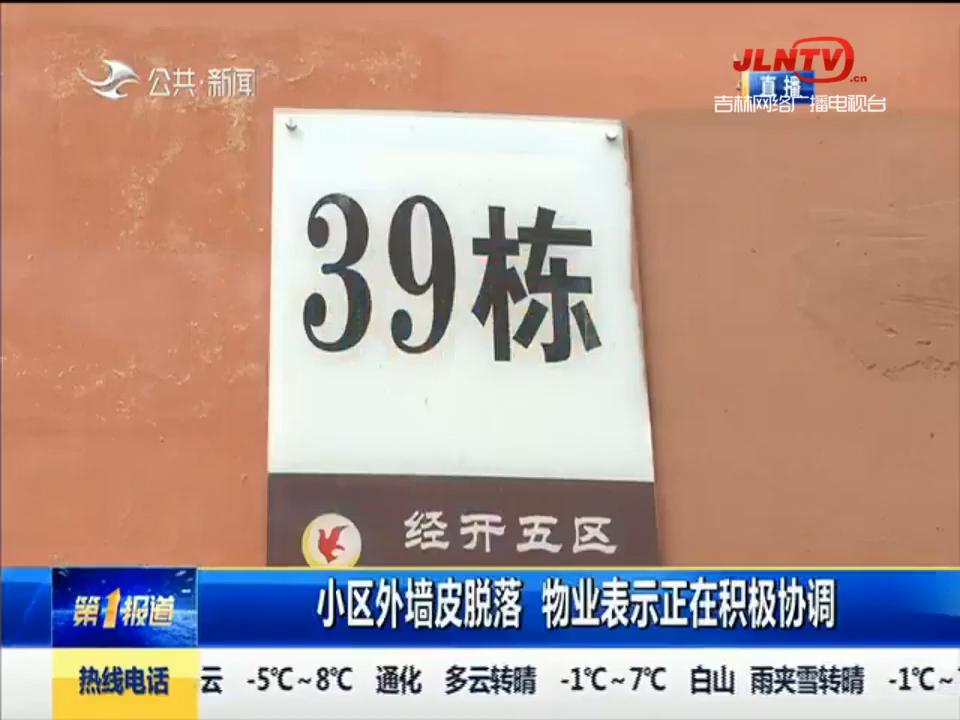 公共·新闻
JLNTV.cn
直播
吉林网络广播电视台
39栋
经开五区
第1报道
小区外墙皮脱落 物业表示正在积极协调
热线电话
云 -5℃~8℃ 通化 多云转晴 -1℃~7℃ 白山 雨夹雪转晴 -1℃~